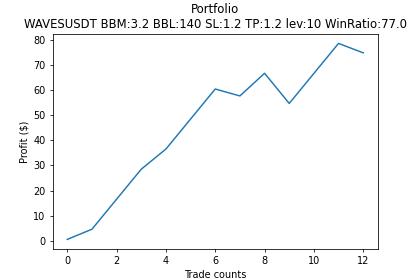 Portfolio
WAVESUSDT BBM:3.2 BBL:140 SL:1.2 TP:1.2 lev:10 WinRatio:77.0
80
70
60
50
40
30
20
10
0
Profit ($)
0 2 4 6 8 10 12
Trade counts